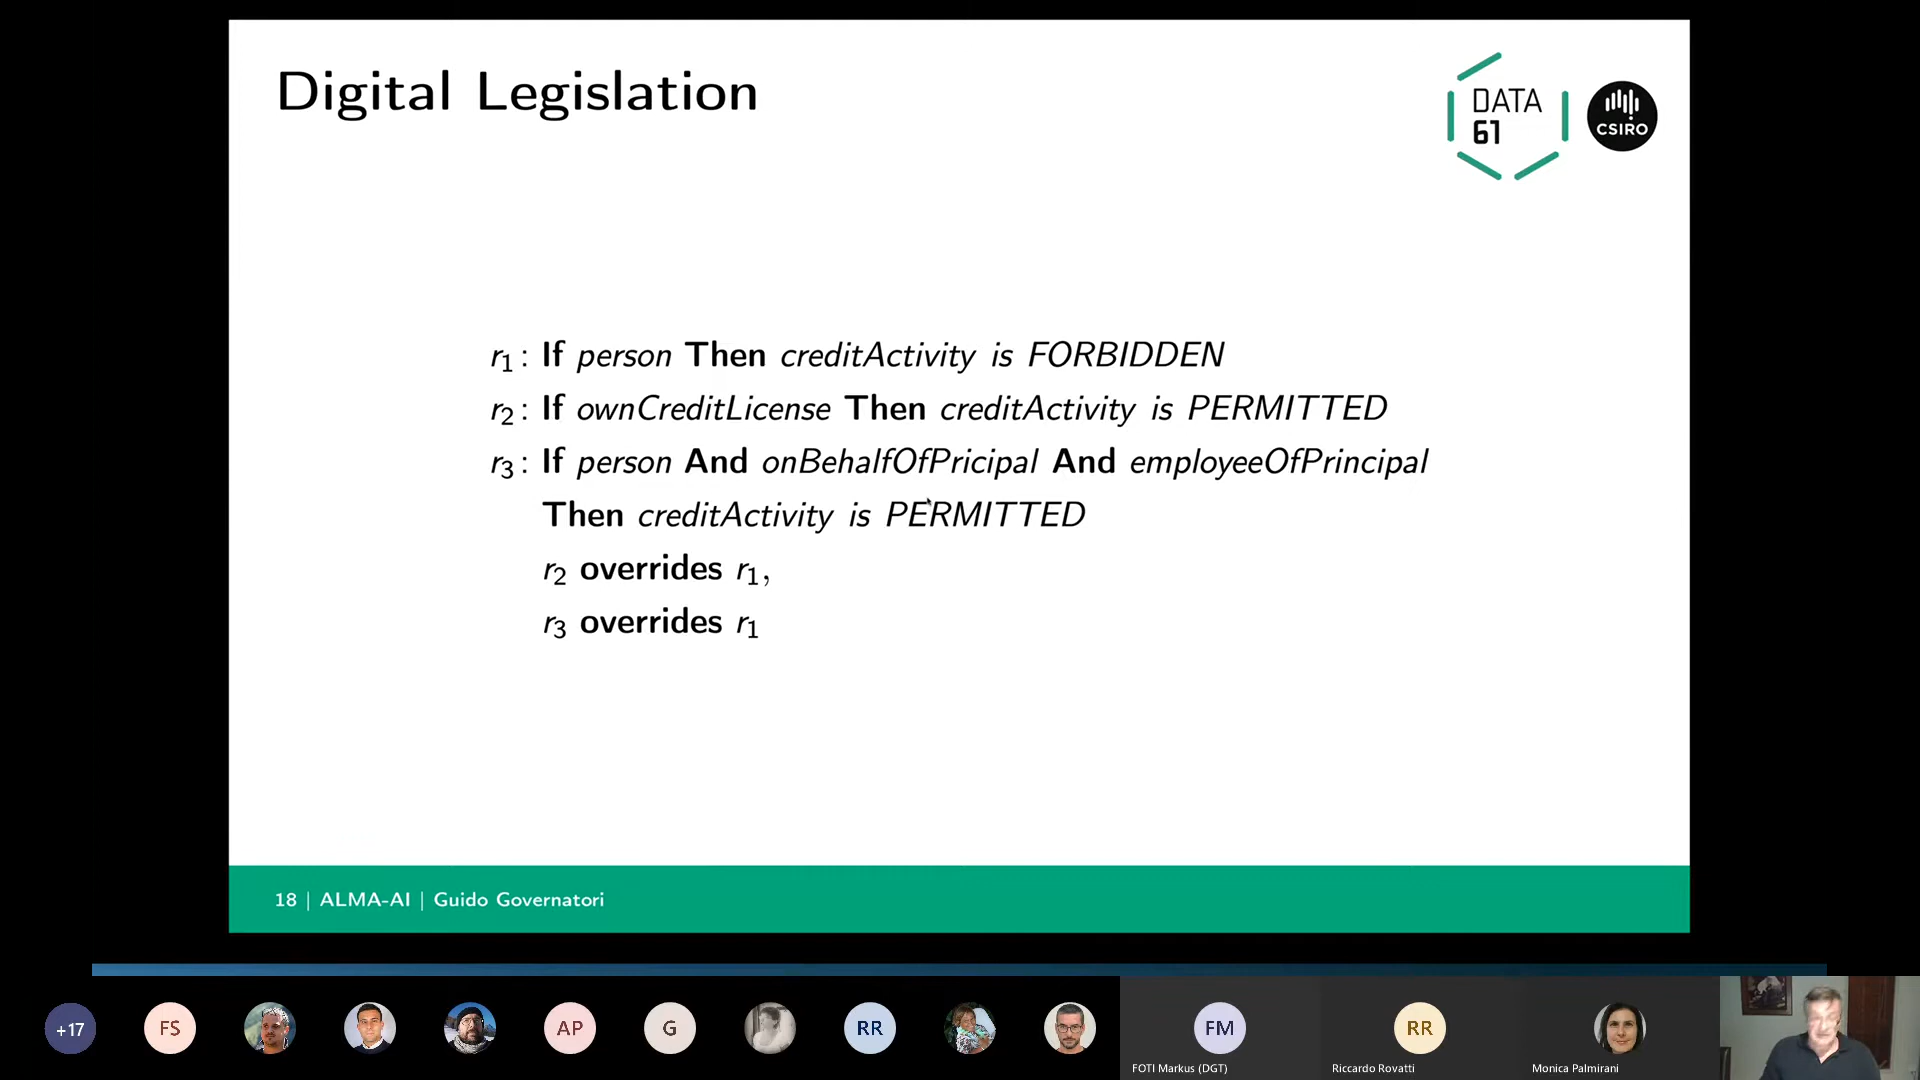 Digital Legislation
DATA
61
CSIRO
r1: If person Then creditActivity is FORBIDDEN
r2: If ownCreditLicense Then creditActivity is PERMITTED
r3: If person And onBehalfOfPricipal And employeeOfPrincipal
Then creditActivity is PERMITTED
r2 overrides r1,
r3 overrides r1
18 | ALMA-AI | Guido Governatori
+17
FS
AP
G
RR
FM
RR
FOTI Markus (DGT)
Riccardo Rovatti
Monica Palmirani